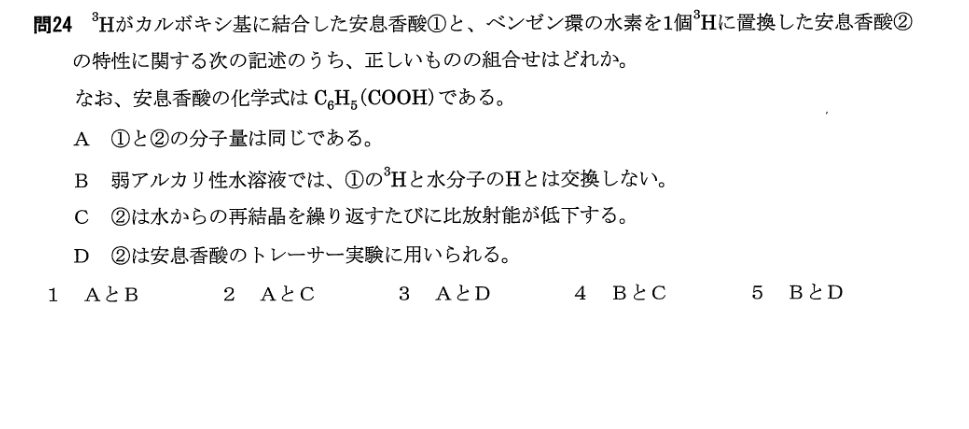 問24　³Hがカルボキシ基に結合した安息香酸①と、ベンゼン環の水素を1個³Hに置換した安息香酸②
の特性に関する次の記述のうち、正しいものの組合せはどれか。
なお、安息香酸の化学式は C₆H₅(COOH)である。
A　①と②の分子量は同じである。
B　弱アルカリ性水溶液では、①の³Hと水分子のHとは交換しない。
C　②は水からの再結晶を繰り返すたびに比放射能が低下する。
D　②は安息香酸のトレーサー実験に用いられる。
1　AとB　2　AとC　3　AとD　4　BとC　5　BとD